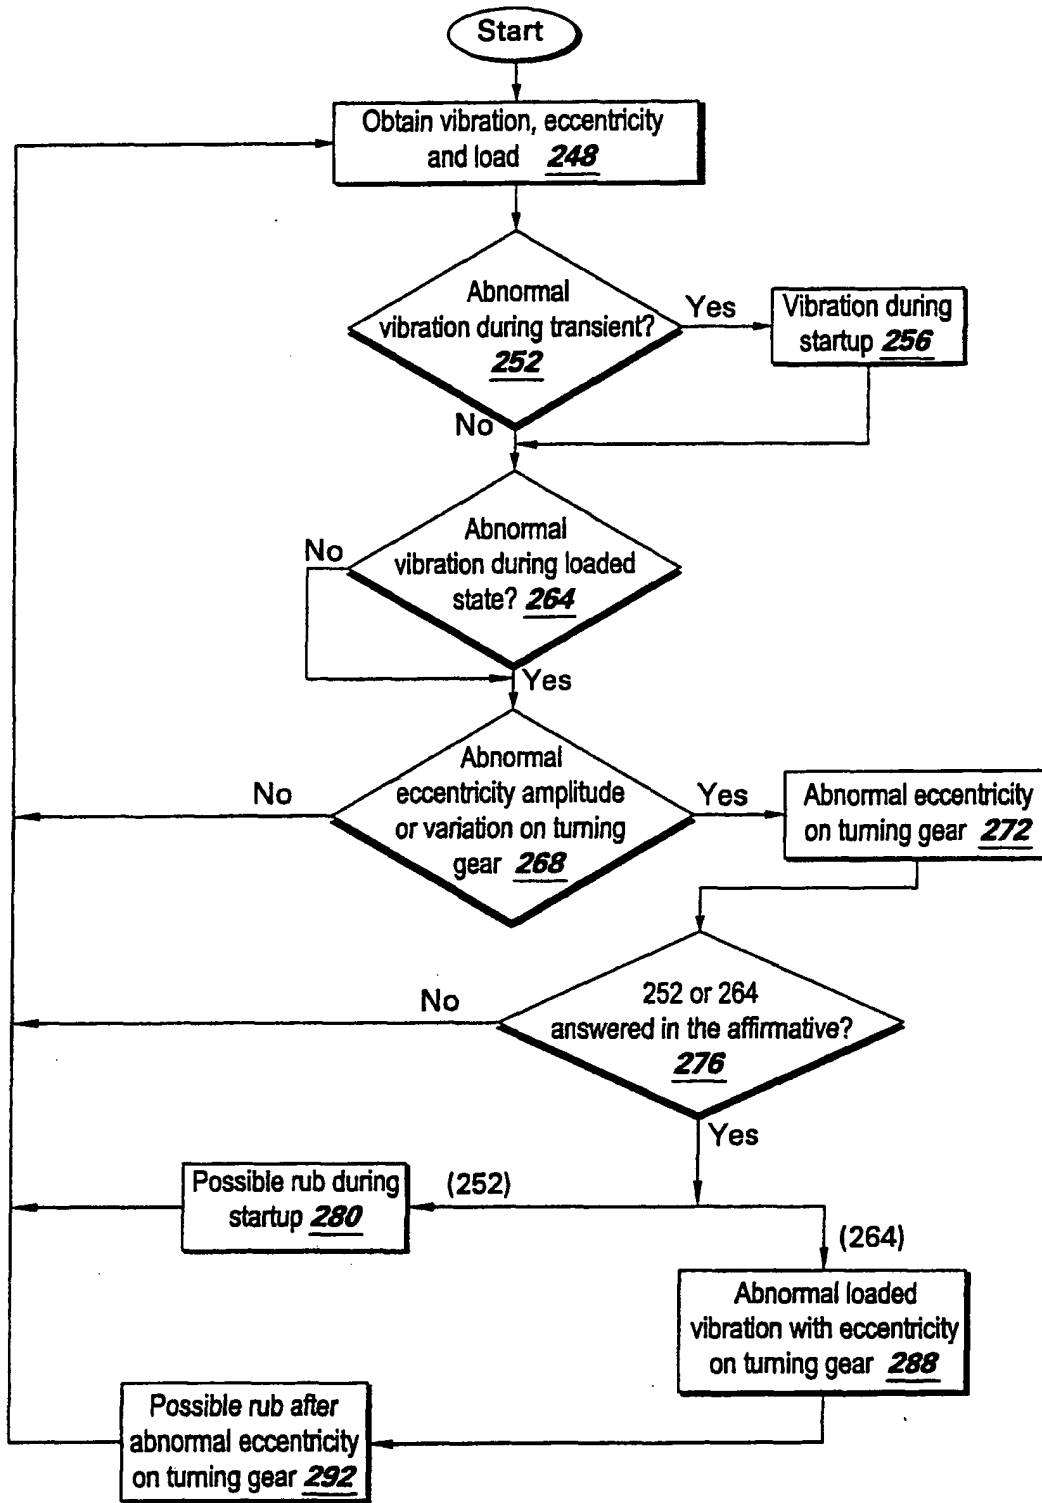 Start
Obtain vibration, eccentricity
and load 248
Abnormal
vibration during transient?
252
Yes
Vibration during
startup 256
No
Abnormal
vibration during loaded
state? 264
No
Yes
Abnormal
eccentricity amplitude
or variation on turning
gear 268
No
Yes
Abnormal eccentricity
on turning gear 272
252 or 264
answered in the affirmative?
276
No
Yes
(252)
Possible rub during
startup 280
(264)
Abnormal loaded
vibration with eccentricity
on turning gear 288
Possible rub after
abnormal eccentricity
on turning gear 292